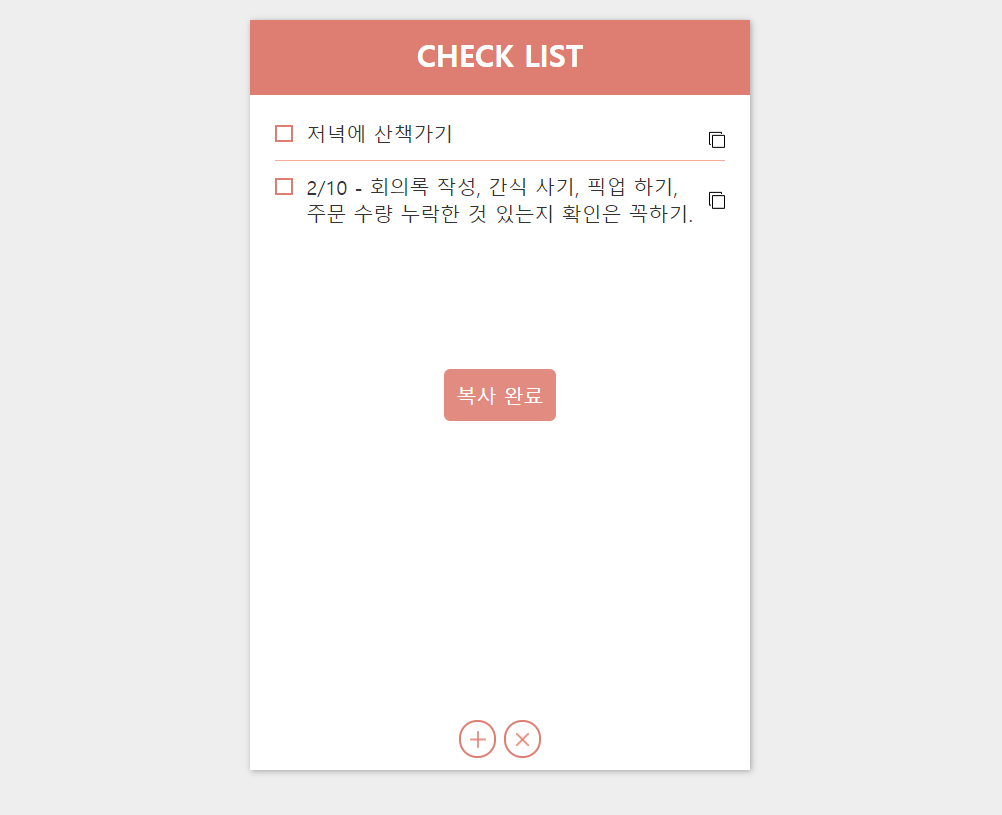 CHECK LIST
저녁에 산책가기
2/10 - 회의록 작성, 간식 사기, 픽업 하기,
주문 수량 누락한 것 있는지 확인은 꼭하기.
복사 완료